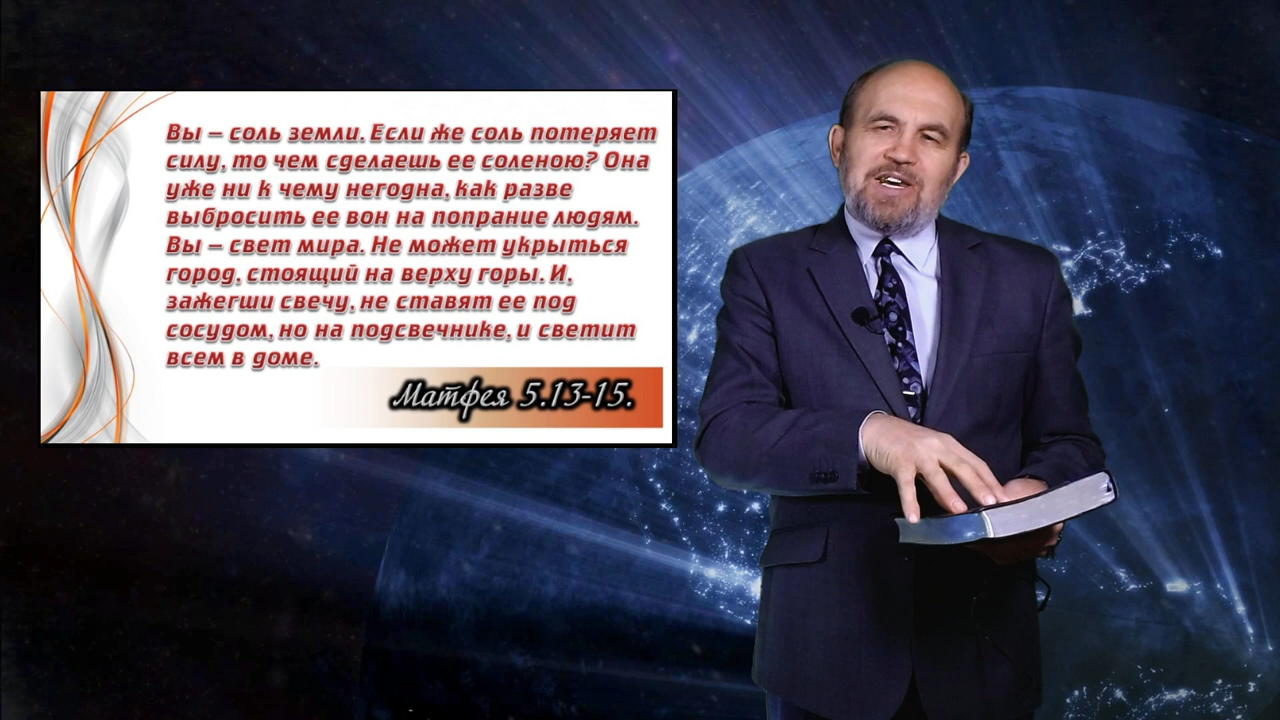 Вы – соль земли. Если же соль потеряет
силу, то чем сделаешь ее соленою? Она
уже ни к чему негодна, как разве
выбросить ее вон на попрание людям.
Вы – свет мира. Не может укрыться
город, стоящий на верху горы. И,
зажегши свечу, не ставят ее под
сосудом, но на подсвечнике, и светит
всем в доме.
Матфея 5.13-15.